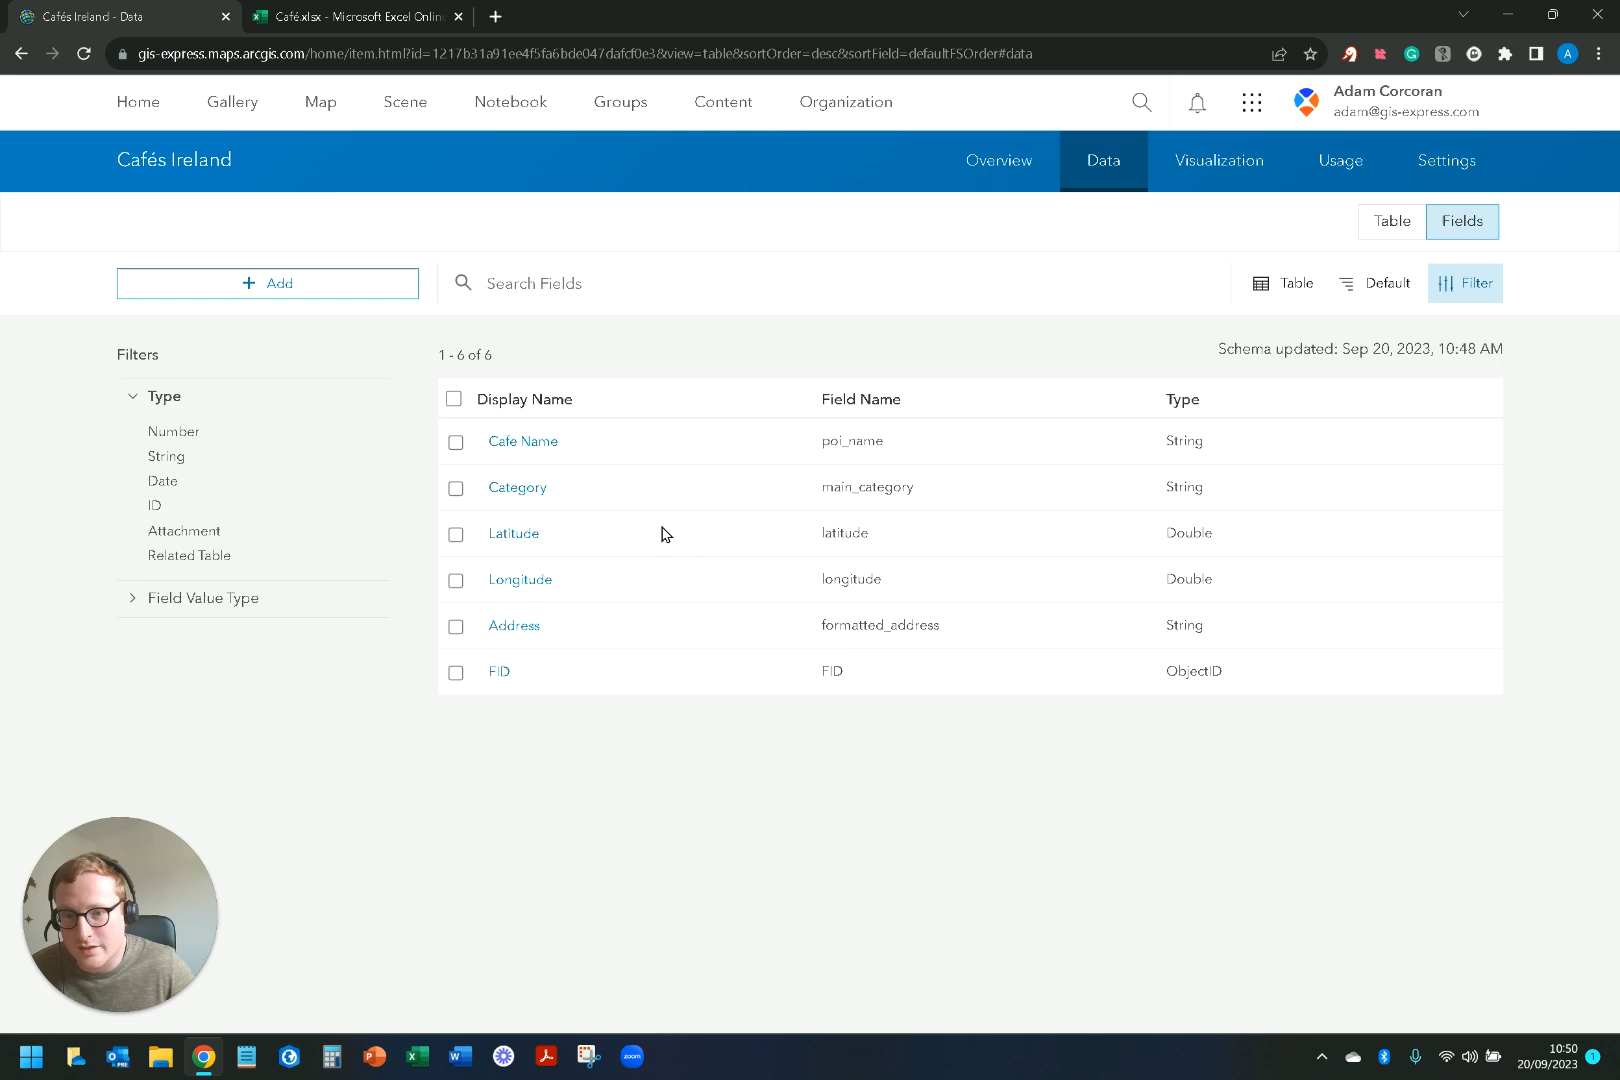 Cafés Ireland - Data
Café.xlsx - Microsoft Excel Onlin
gis-express.maps.arcgis.com/home/item.html?id=1217b31a91ee4f5fa6bde047dafcf0e3&view=table&sortOrder=desc&sortField=defaultFSOrder#data
A
Home Gallery Map Scene Notebook Groups Content Organization
Adam Corcoran
adam@gis-express.com
Cafés Ireland
Overview Data Visualization Usage Settings
Table Fields
+ Add
Search Fields
Table Default Filter
Filters
Type
Number
String
Date
ID
Attachment
Related Table
Field Value Type
1 - 6 of 6
Schema updated: Sep 20, 2023, 10:48 AM
Display Name Field Name Type
Cafe Name poi_name String
Category main_category String
Latitude latitude Double
Longitude longitude Double
Address formatted_address String
FID FID ObjectID
zoom
10:50
20/09/2023
1